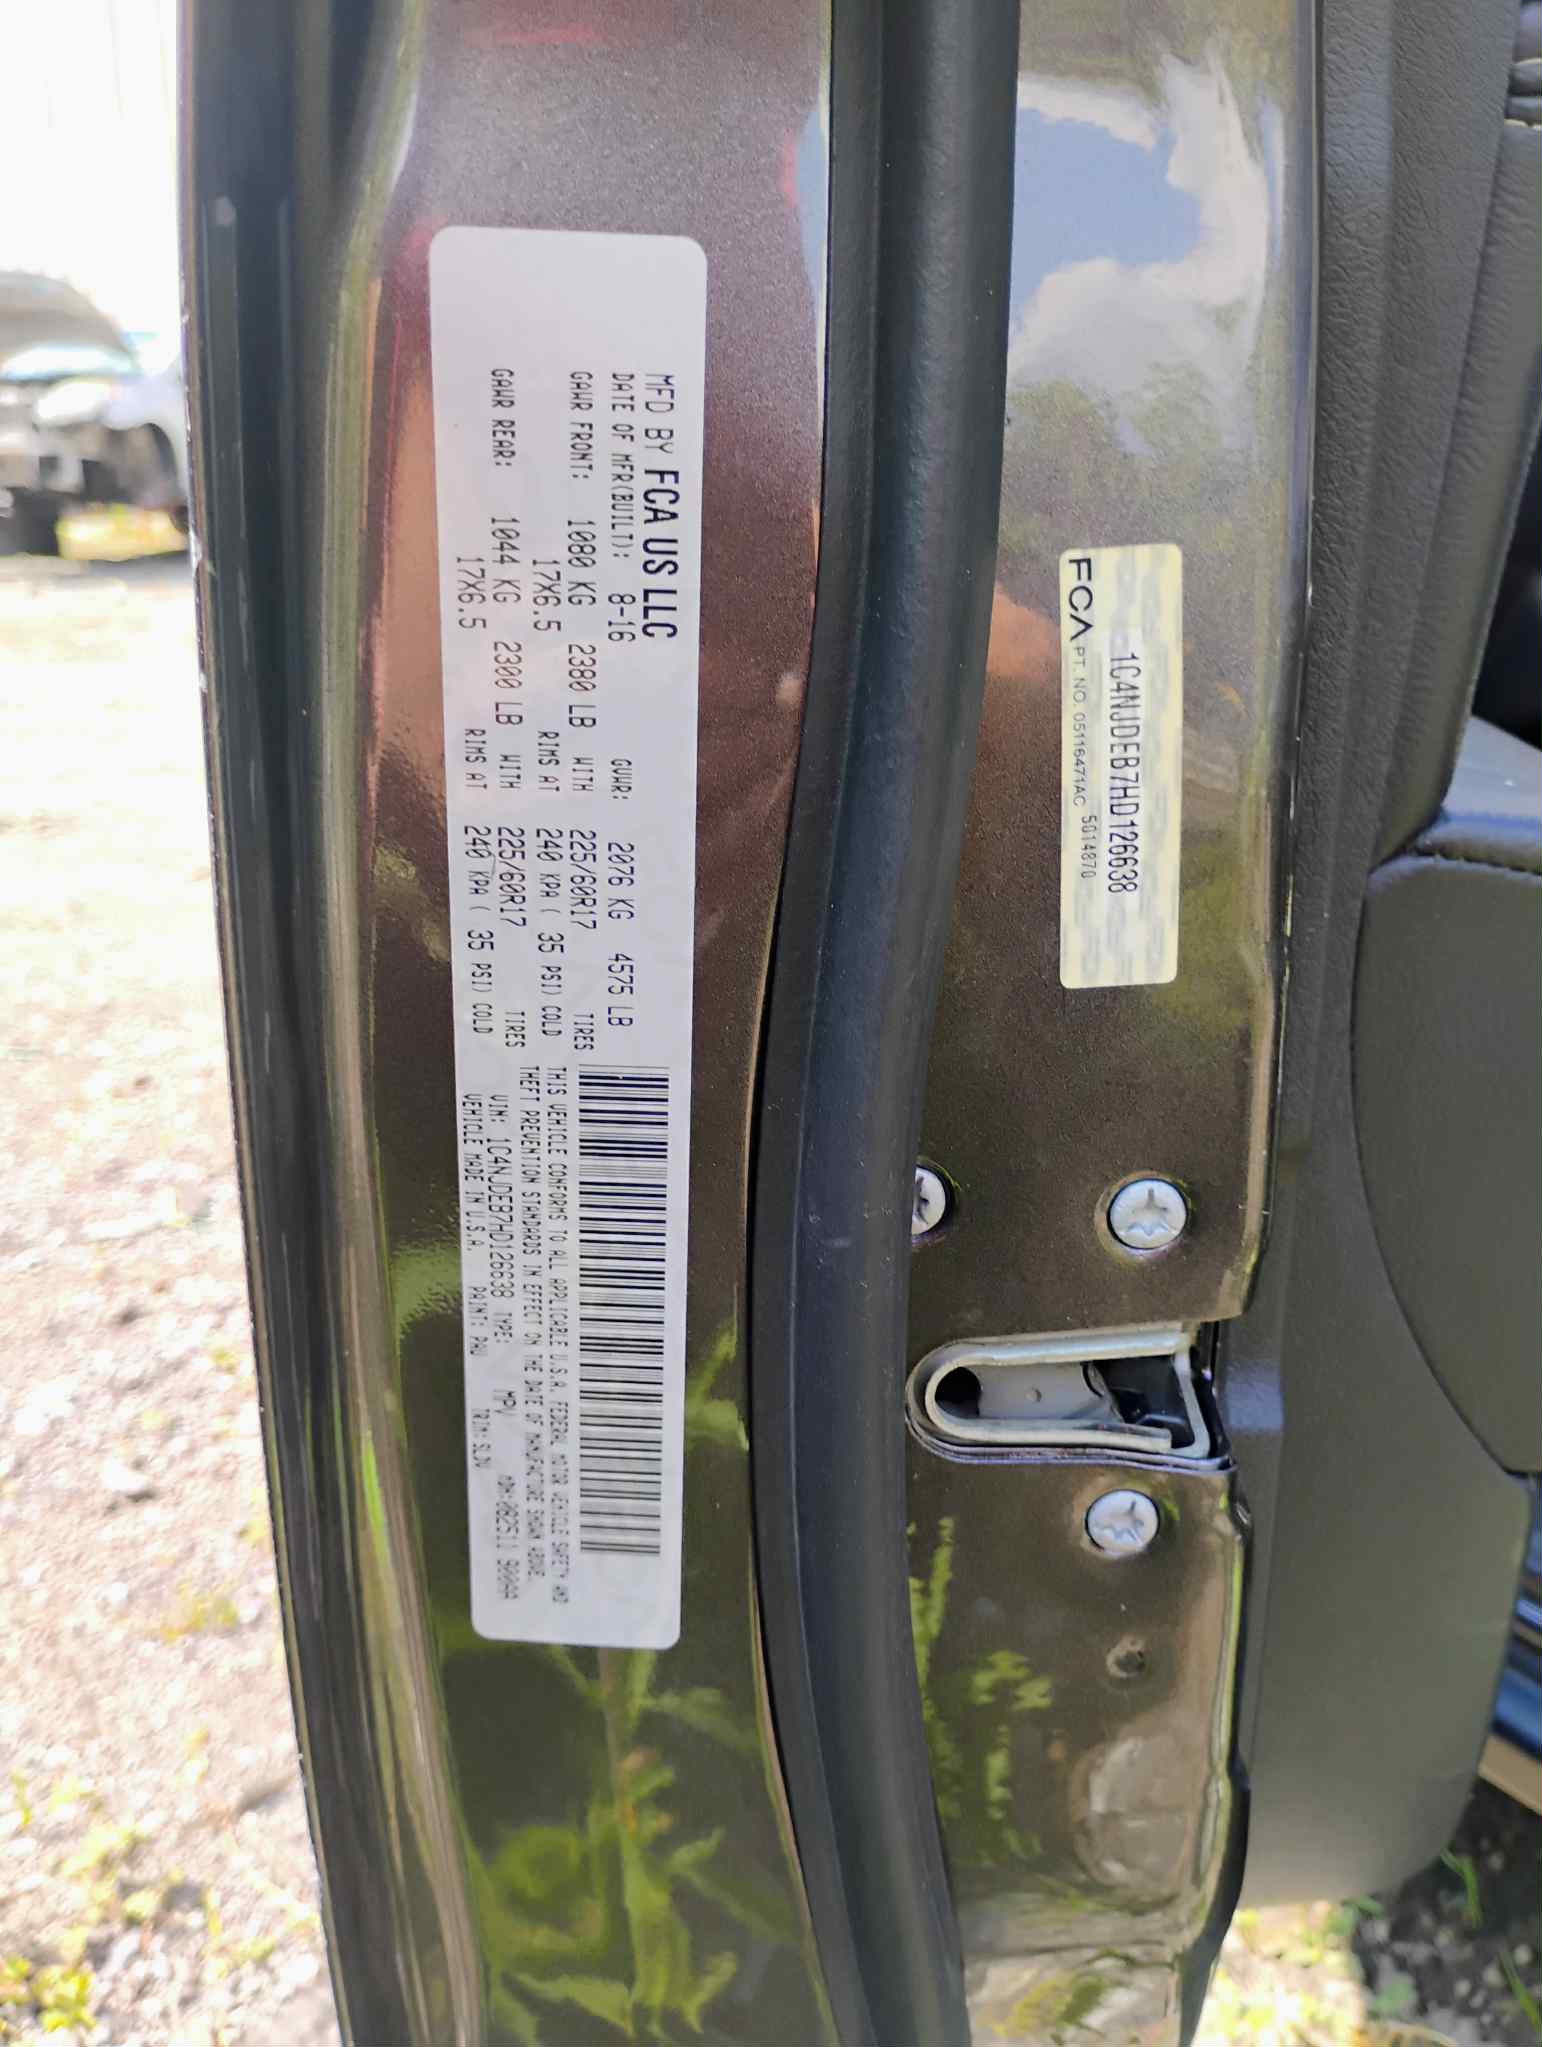 MFD BY FCA US LLC
DATE OF MFR(BUILT): 8-16 GVWR: 2076 KG 4575 LB
GAWR FRONT: 1080 KG 2380 LB WITH 225/60R17 TIRES
17X6.5 RIMS AT 240 KPA ( 35 PSI) COLD
GAWR REAR: 1044 KG 2300 LB WITH 225/60R17 TIRES
17X6.5 RIMS AT 240 KPA ( 35 PSI) COLD
THIS VEHICLE CONFORMS TO ALL APPLICABLE U.S.A. FEDERAL MOTOR VEHICLE SAFETY AND
THEFT PREVENTION STANDARDS IN EFFECT ON THE DATE OF MANUFACTURE SHOWN ABOVE.
VIN: 1C4NJDEB7HD126638 TYPE: MPV
VEHICLE MADE IN U.S.A. PAINT: PAU TRIM: SLDV
1C4NJDEB7HD126638
FCA PT. NO. 05116471AC 5014870